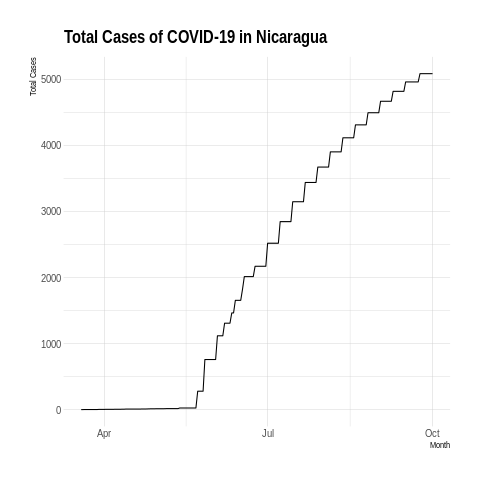 Total Cases of COVID-19 in Nicaragua
Total Cases
5000
4000
3000
2000
1000
0
Apr
Jul
Oct
Month